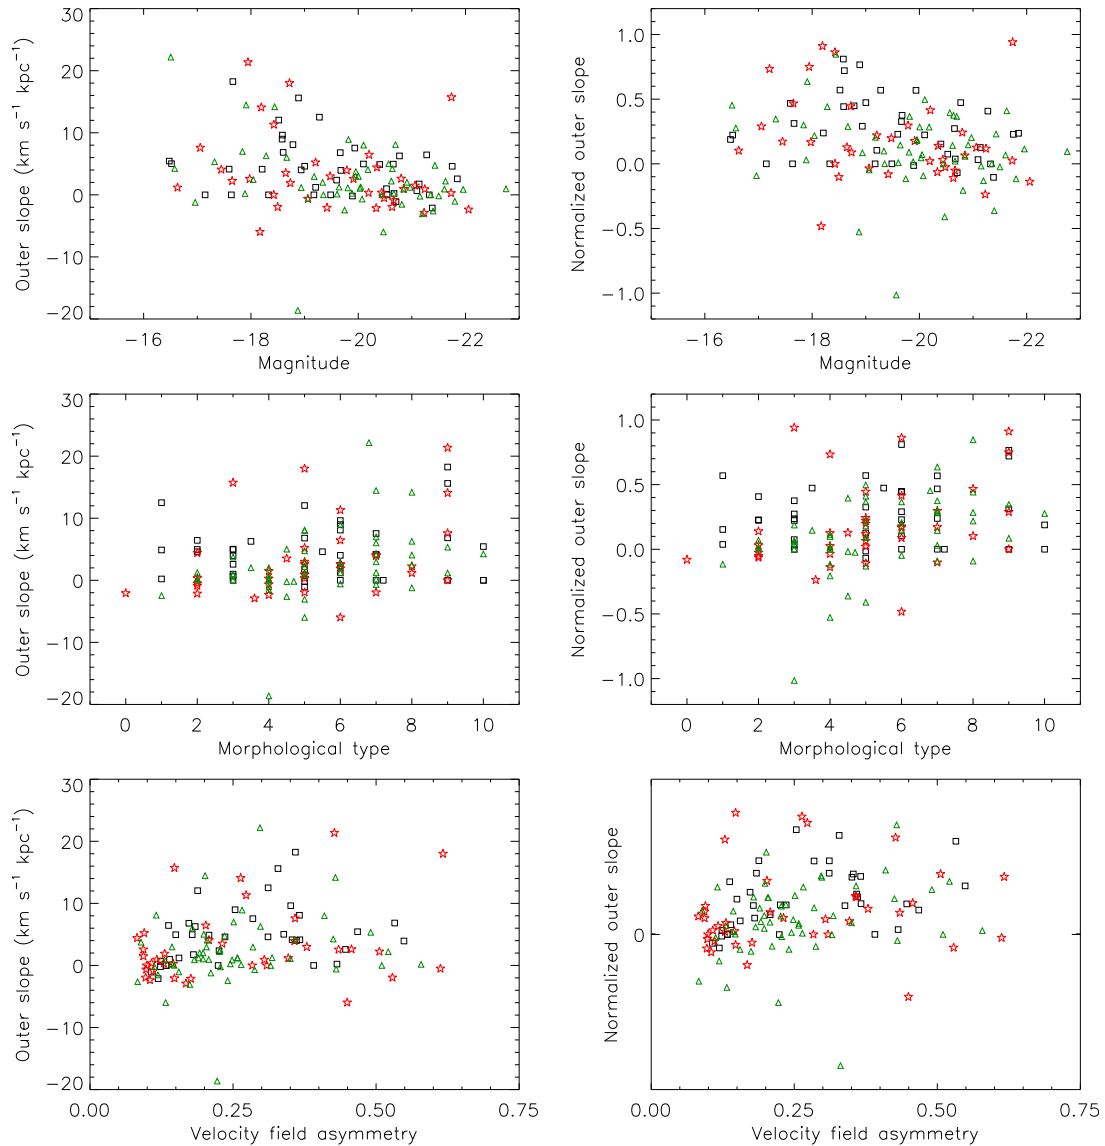 30
20
10
0
−10
−20
Outer slope (km s⁻¹ kpc⁻¹)
−16 −18 −20 −22
Magnitude
1.0
0.5
0.0
−0.5
−1.0
Normalized outer slope
−16 −18 −20 −22
Magnitude
30
20
10
0
−10
−20
Outer slope (km s⁻¹ kpc⁻¹)
0 2 4 6 8 10
Morphological type
1.0
0.5
0.0
−0.5
−1.0
Normalized outer slope
0 2 4 6 8 10
Morphological type
30
20
10
0
−10
−20
Outer slope (km s⁻¹ kpc⁻¹)
0.00 0.25 0.50 0.75
Velocity field asymmetry
0
Normalized outer slope
0.00 0.25 0.50 0.75
Velocity field asymmetry